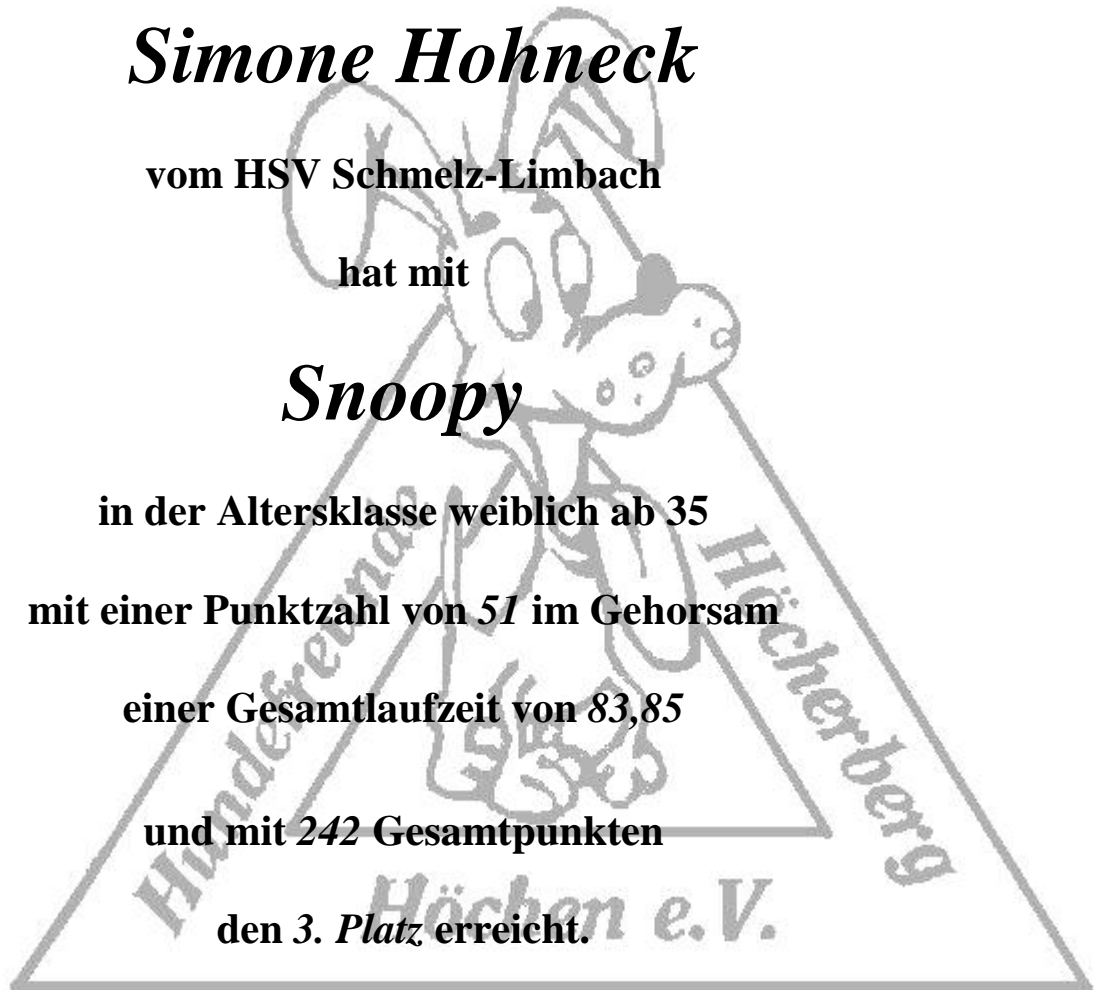 Simone Hohneck
vom HSV Schmelz-Limbach
hat mit
Snoopy
in der Altersklasse weiblich ab 35
mit einer Punktzahl von 51 im Gehorsam
einer Gesamtlaufzeit von 83,85
und mit 242 Gesamtpunkten
den 3. Platz erreicht.
Hundefreunde
Höcherberg
Höchen e.V.